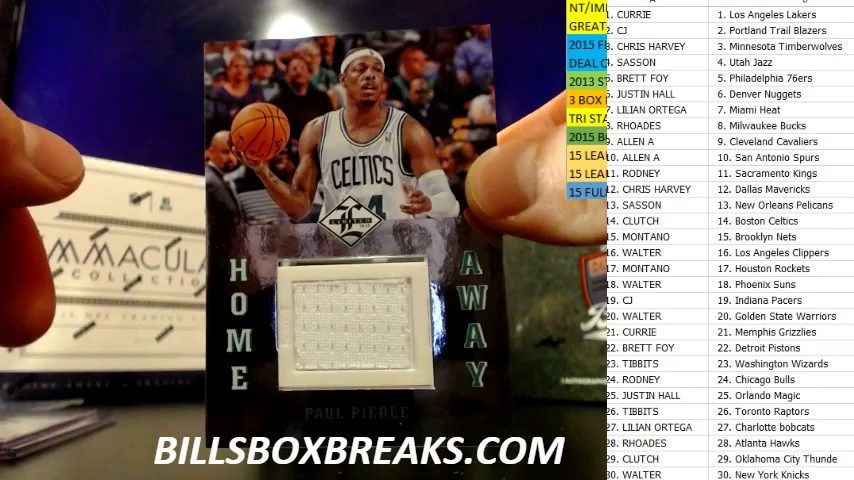 CELTICS
4
LIMITED
HOME
AWAY
PAUL PIERCE
MMACULA
COLLECTION
BILLSBOXBREAKS.COM
NT/IM
GREAT
2015 F
DEAL
2013 S
3 BOX
TRI STA
2015 B
15 LEA
15 LEA
15 FUL
1. CURRIE 1. Los Angeles Lakers
2. CJ 2. Portland Trail Blazers
3. CHRIS HARVEY 3. Minnesota Timberwolves
4. SASSON 4. Utah Jazz
5. BRETT FOY 5. Philadelphia 76ers
6. JUSTIN HALL 6. Denver Nuggets
7. LILIAN ORTEGA 7. Miami Heat
8. RHOADES 8. Milwaukee Bucks
9. ALLEN A 9. Cleveland Cavaliers
10. ALLEN A 10. San Antonio Spurs
11. RODNEY 11. Sacramento Kings
12. CHRIS HARVEY 12. Dallas Mavericks
13. SASSON 13. New Orleans Pelicans
14. CLUTCH 14. Boston Celtics
15. MONTANO 15. Brooklyn Nets
16. WALTER 16. Los Angeles Clippers
17. MONTANO 17. Houston Rockets
18. WALTER 18. Phoenix Suns
19. CJ 19. Indiana Pacers
20. WALTER 20. Golden State Warriors
21. CURRIE 21. Memphis Grizzlies
22. BRETT FOY 22. Detroit Pistons
23. TIBBITS 23. Washington Wizards
24. RODNEY 24. Chicago Bulls
25. JUSTIN HALL 25. Orlando Magic
26. TIBBITS 26. Toronto Raptors
27. LILIAN ORTEGA 27. Charlotte bobcats
28. RHOADES 28. Atlanta Hawks
29. CLUTCH 29. Oklahoma City Thunde
30. WALTER 30. New York Knicks